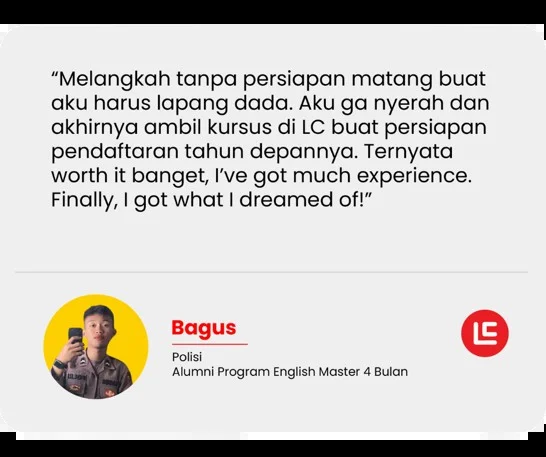 “Melangkah tanpa persiapan matang buat
aku harus lapang dada. Aku ga nyerah dan
akhirnya ambil kursus di LC buat persiapan
pendaftaran tahun depannya. Ternyata
worth it banget, I’ve got much experience.
Finally, I got what I dreamed of!”
Bagus
Polisi
Alumni Program English Master 4 Bulan
LC